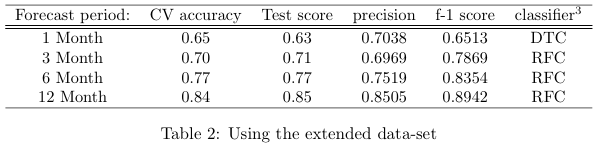 Forecast period: CV accuracy Test score precision f-1 score classifier³
1 Month 0.65 0.63 0.7038 0.6513 DTC
3 Month 0.70 0.71 0.6969 0.7869 RFC
6 Month 0.77 0.77 0.7519 0.8354 RFC
12 Month 0.84 0.85 0.8505 0.8942 RFC
Table 2: Using the extended data-set